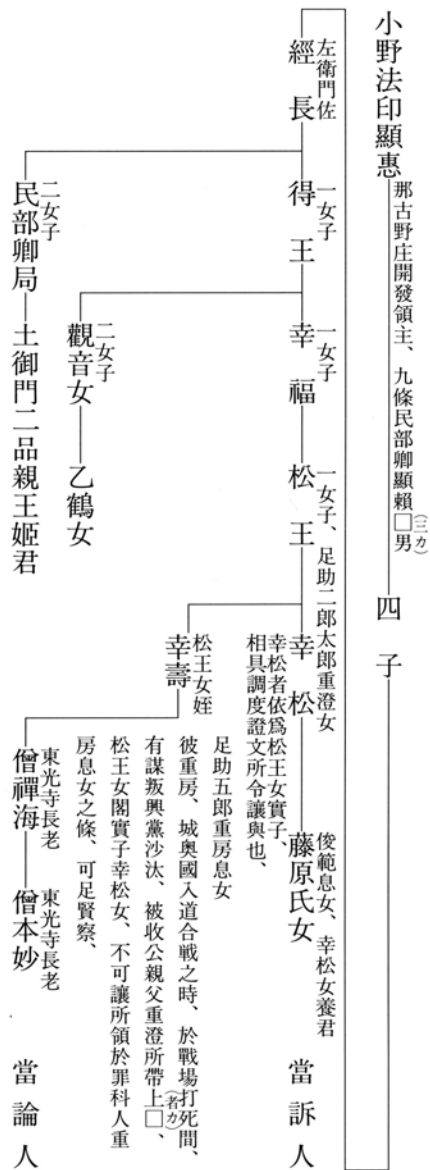 小野法印顯惠
那古野庄開發領主、九條民部卿顯賴□男
(三カ)
四子
左衛門佐
經長
一女子
得王
一女子
幸福
松王
一女子、足助二郎太郎重澄女
幸松
幸松者依爲松王女實子、
相具調度證文所令讓與也、
藤原氏女
俊範息女、幸松女養君
當訴人
松王女姪
幸壽
足助五郎重房息女
彼重房、城奧國入道合戰之時、於戰場打死間、
有謀叛興黨沙汰、被收公親父重澄所帶上□、
(者カ)
松王女閣實子幸松女、不可讓所領於罪科人重
房息女之條、可足賢察、
東光寺長老
僧禪海
東光寺長老
僧本妙
當論人
二女子
觀音女
乙鶴女
二女子
民部卿局
土御門二品親王姬君